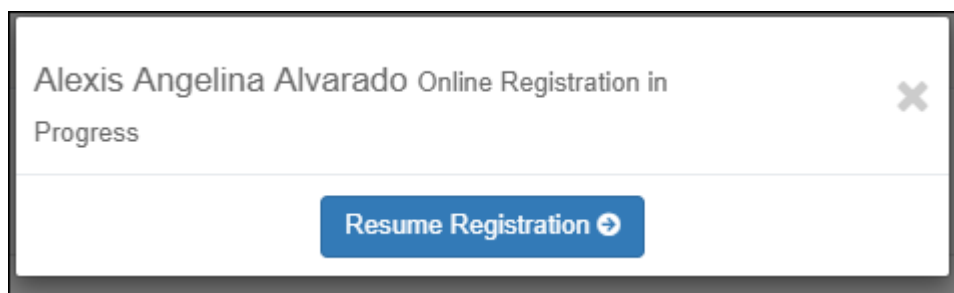 Alexis Angelina Alvarado Online Registration in
Progress
Resume Registration